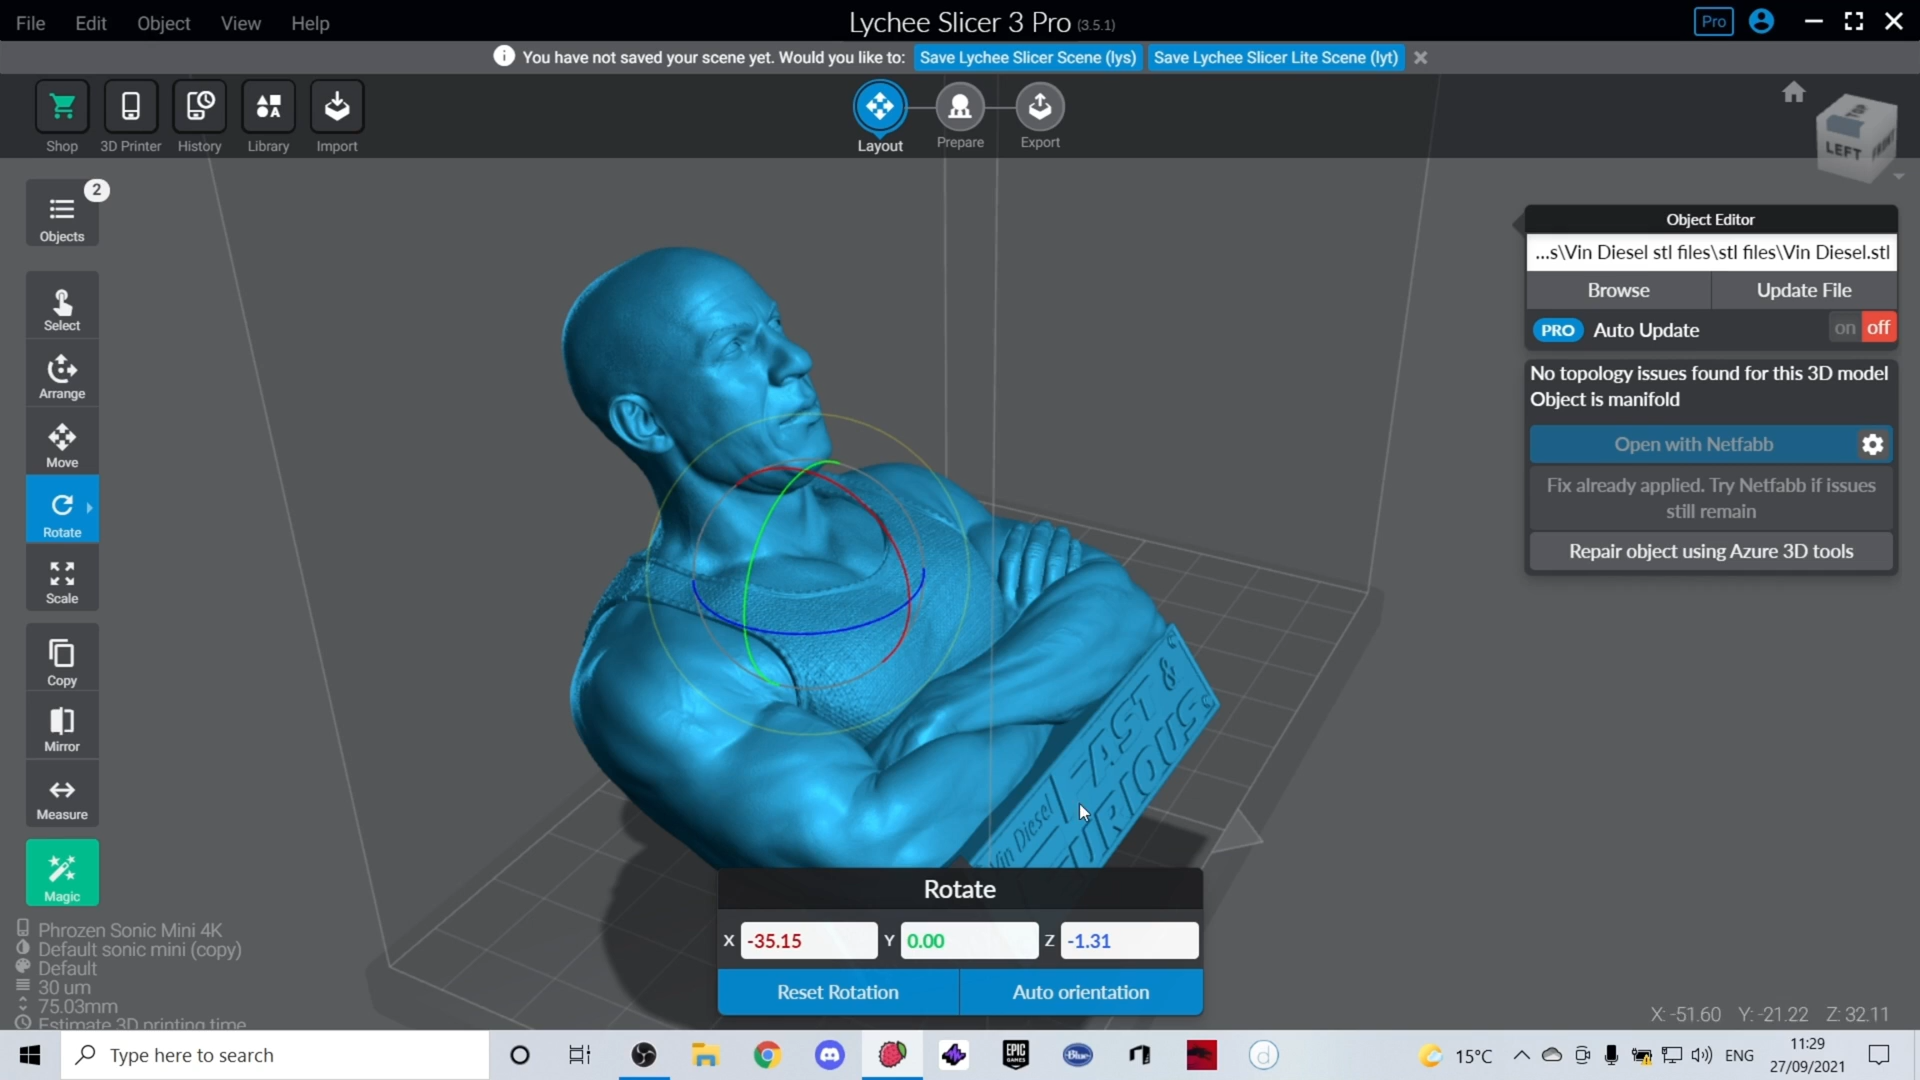 File Edit Object View Help
Lychee Slicer 3 Pro (3.5.1)
Pro
You have not saved your scene yet. Would you like to: Save Lychee Slicer Scene (lys) Save Lychee Slicer Lite Scene (lyt)
Shop 3D Printer History Library Import
Layout Prepare Export
LEFT
2
Objects
Select
Arrange
Move
Rotate
Scale
Copy
Mirror
Measure
Magic
Object Editor
...s\Vin Diesel stl files\stl files\Vin Diesel.stl
Browse Update File
PRO Auto Update on off
No topology issues found for this 3D model
Object is manifold
Open with Netfabb
Fix already applied. Try Netfabb if issues
still remain
Repair object using Azure 3D tools
Vin Diesel
FAST &
FURIOUS
Rotate
X -35.15 Y 0.00 Z -1.31
Reset Rotation Auto orientation
Phrozen Sonic Mini 4K
Default sonic mini (copy)
Default
30 um
75.03mm
Estimate 3D printing time
X: -51.60 Y: -21.22 Z: 32.11
Type here to search
EPIC GAMES
Blue
d
15°C
ENG
11:29
27/09/2021